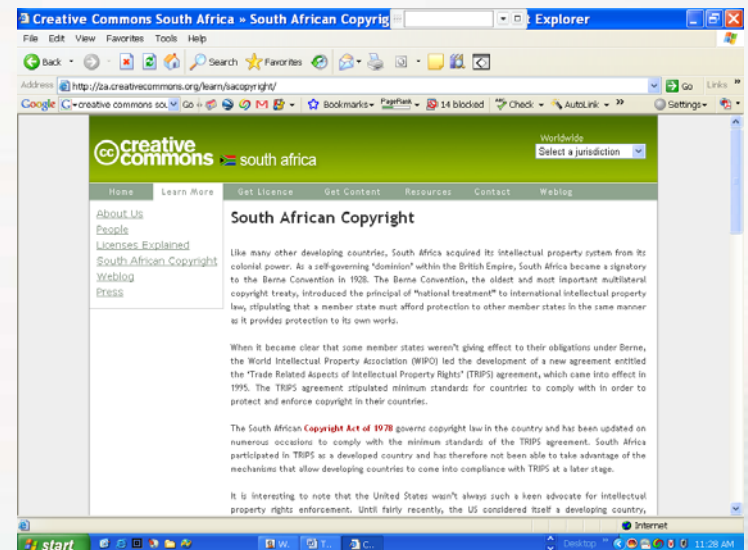 Creative Commons South Africa » South African Copyrig t Explorer
File Edit View Favorites Tools Help
Back Search Favorites
Address http://za.creativecommons.org/learn/sacopyright/ Go Links »
Google creative commons sou Go Bookmarks PageRank 14 blocked Check AutoLink » Settings
cc creative commons south africa
Worldwide
Select a jurisdiction
Home Learn More Get Licence Get Content Resources Contact Weblog
About Us
People
Licenses Explained
South African Copyright
Weblog
Press
South African Copyright
Like many other developing countries, South Africa acquired its intellectual property system from its
colonial power. As a self-governing 'dominion' within the British Empire, South Africa became a signatory
to the Berne Convention in 1928. The Berne Convention, the oldest and most important multilateral
copyright treaty, introduced the principal of "national treatment" to international intellectual property
law, stipulating that a member state must afford protection to other member states in the same manner
as it provides protection to its own works.
When it became clear that some member states weren't giving effect to their obligations under Berne,
the World Intellectual Property Association (WIPO) led the development of a new agreement entitled
the 'Trade Related Aspects of Intellectual Property Rights' (TRIPS) agreement, which came into effect in
1995. The TRIPS agreement stipulated minimum standards for countries to comply with in order to
protect and enforce copyright in their countries.
The South African Copyright Act of 1978 governs copyright law in the country and has been updated on
numerous occasions to comply with the minimum standards of the TRIPS agreement. South Africa
participated in TRIPS as a developed country and has therefore not been able to take advantage of the
mechanisms that allow developing countries to come into compliance with TRIPS at a later stage.
It is interesting to note that the United States wasn't always such a keen advocate for intellectual
property rights enforcement. Until fairly recently, the US considered itself a developing country,
Internet
start W.. T.. C.. Desktop » 11:28 AM